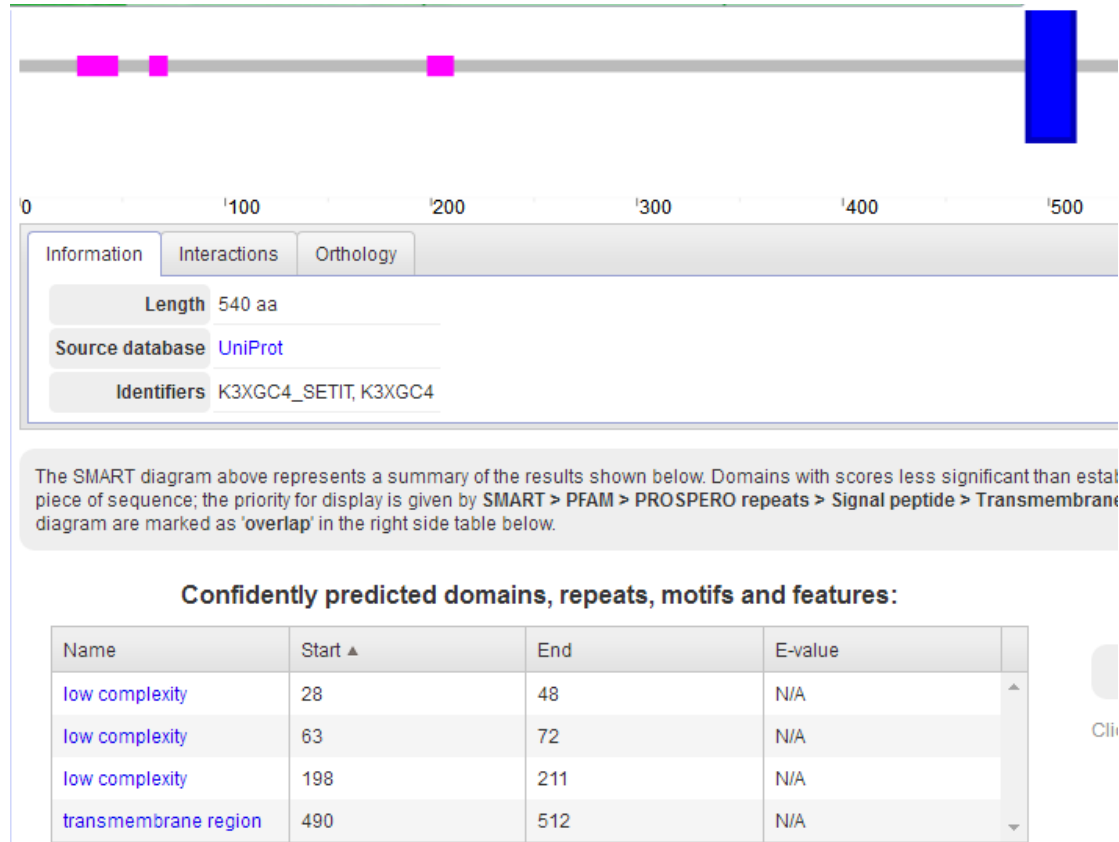 0 100 200 300 400 500
Information Interactions Orthology
Length 540 aa
Source database UniProt
Identifiers K3XGC4_SETIT, K3XGC4
The SMART diagram above represents a summary of the results shown below. Domains with scores less significant than estab
piece of sequence; the priority for display is given by SMART > PFAM > PROSPERO repeats > Signal peptide > Transmembrane
diagram are marked as 'overlap' in the right side table below.
Confidently predicted domains, repeats, motifs and features:
Name Start ▲ End E-value
low complexity 28 48 N/A
low complexity 63 72 N/A
low complexity 198 211 N/A
transmembrane region 490 512 N/A
Clic